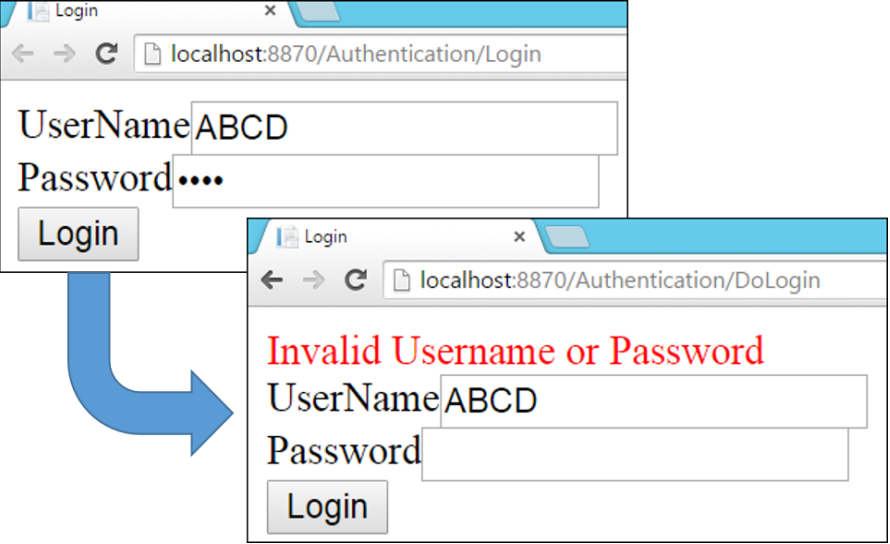 Login
localhost:8870/Authentication/Login
UserName ABCD
Password ••••
Login
Login
localhost:8870/Authentication/DoLogin
Invalid Username or Password
UserName ABCD
Password
Login